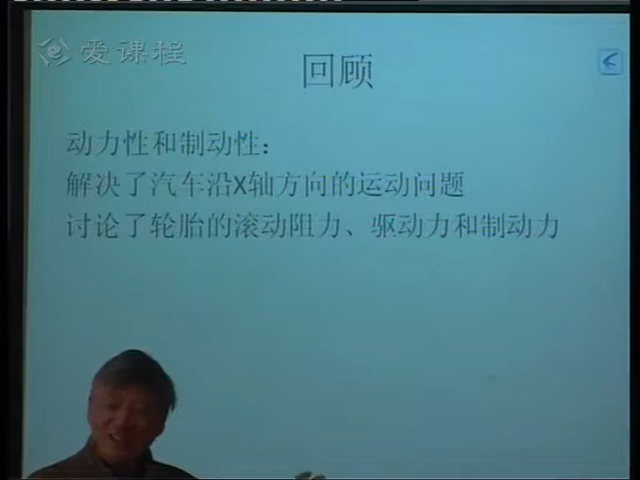 爱课程
回顾
动力性和制动性：
解决了汽车沿X轴方向的运动问题
讨论了轮胎的滚动阻力、驱动力和制动力